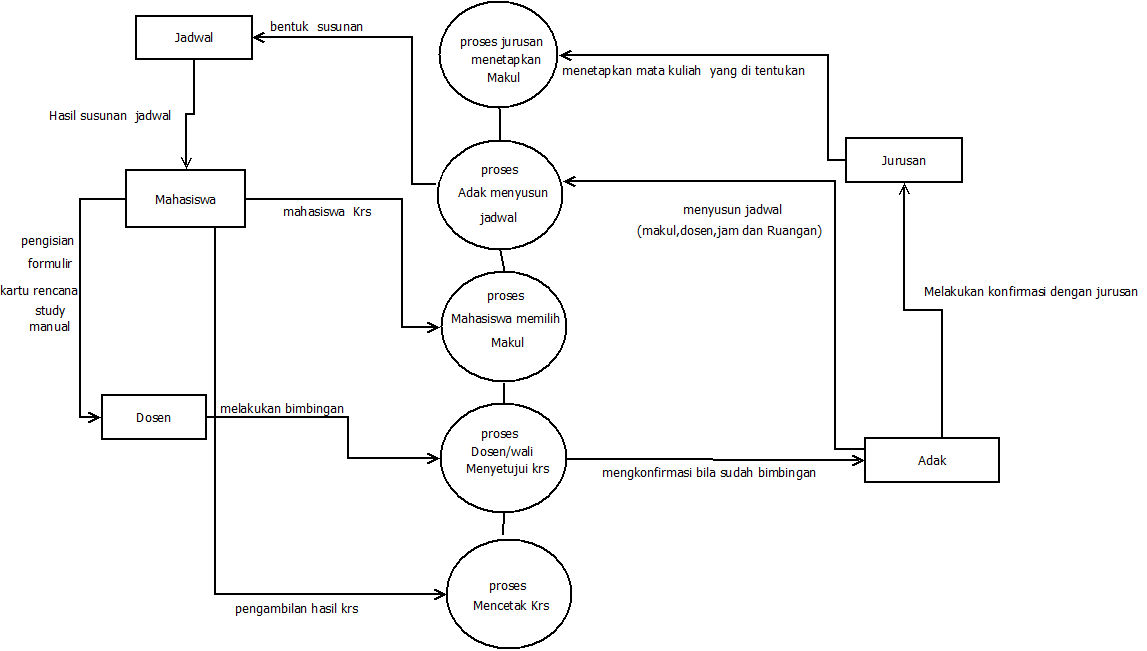 Jadwal
bentuk susunan
proses jurusan
menetapkan
Makul
menetapkan mata kuliah yang di tentukan
Hasil susunan jadwal
Jurusan
proses
Adak menyusun
jadwal
Mahasiswa
mahasiswa Krs
menyusun jadwal
(makul,dosen,jam dan Ruangan)
pengisian
formulir
kartu rencana
study
manual
proses
Mahasiswa memilih
Makul
Melakukan konfirmasi dengan jurusan
Dosen
melakukan bimbingan
proses
Dosen/wali
Menyetujui krs
mengkonfirmasi bila sudah bimbingan
Adak
proses
Mencetak Krs
pengambilan hasil krs